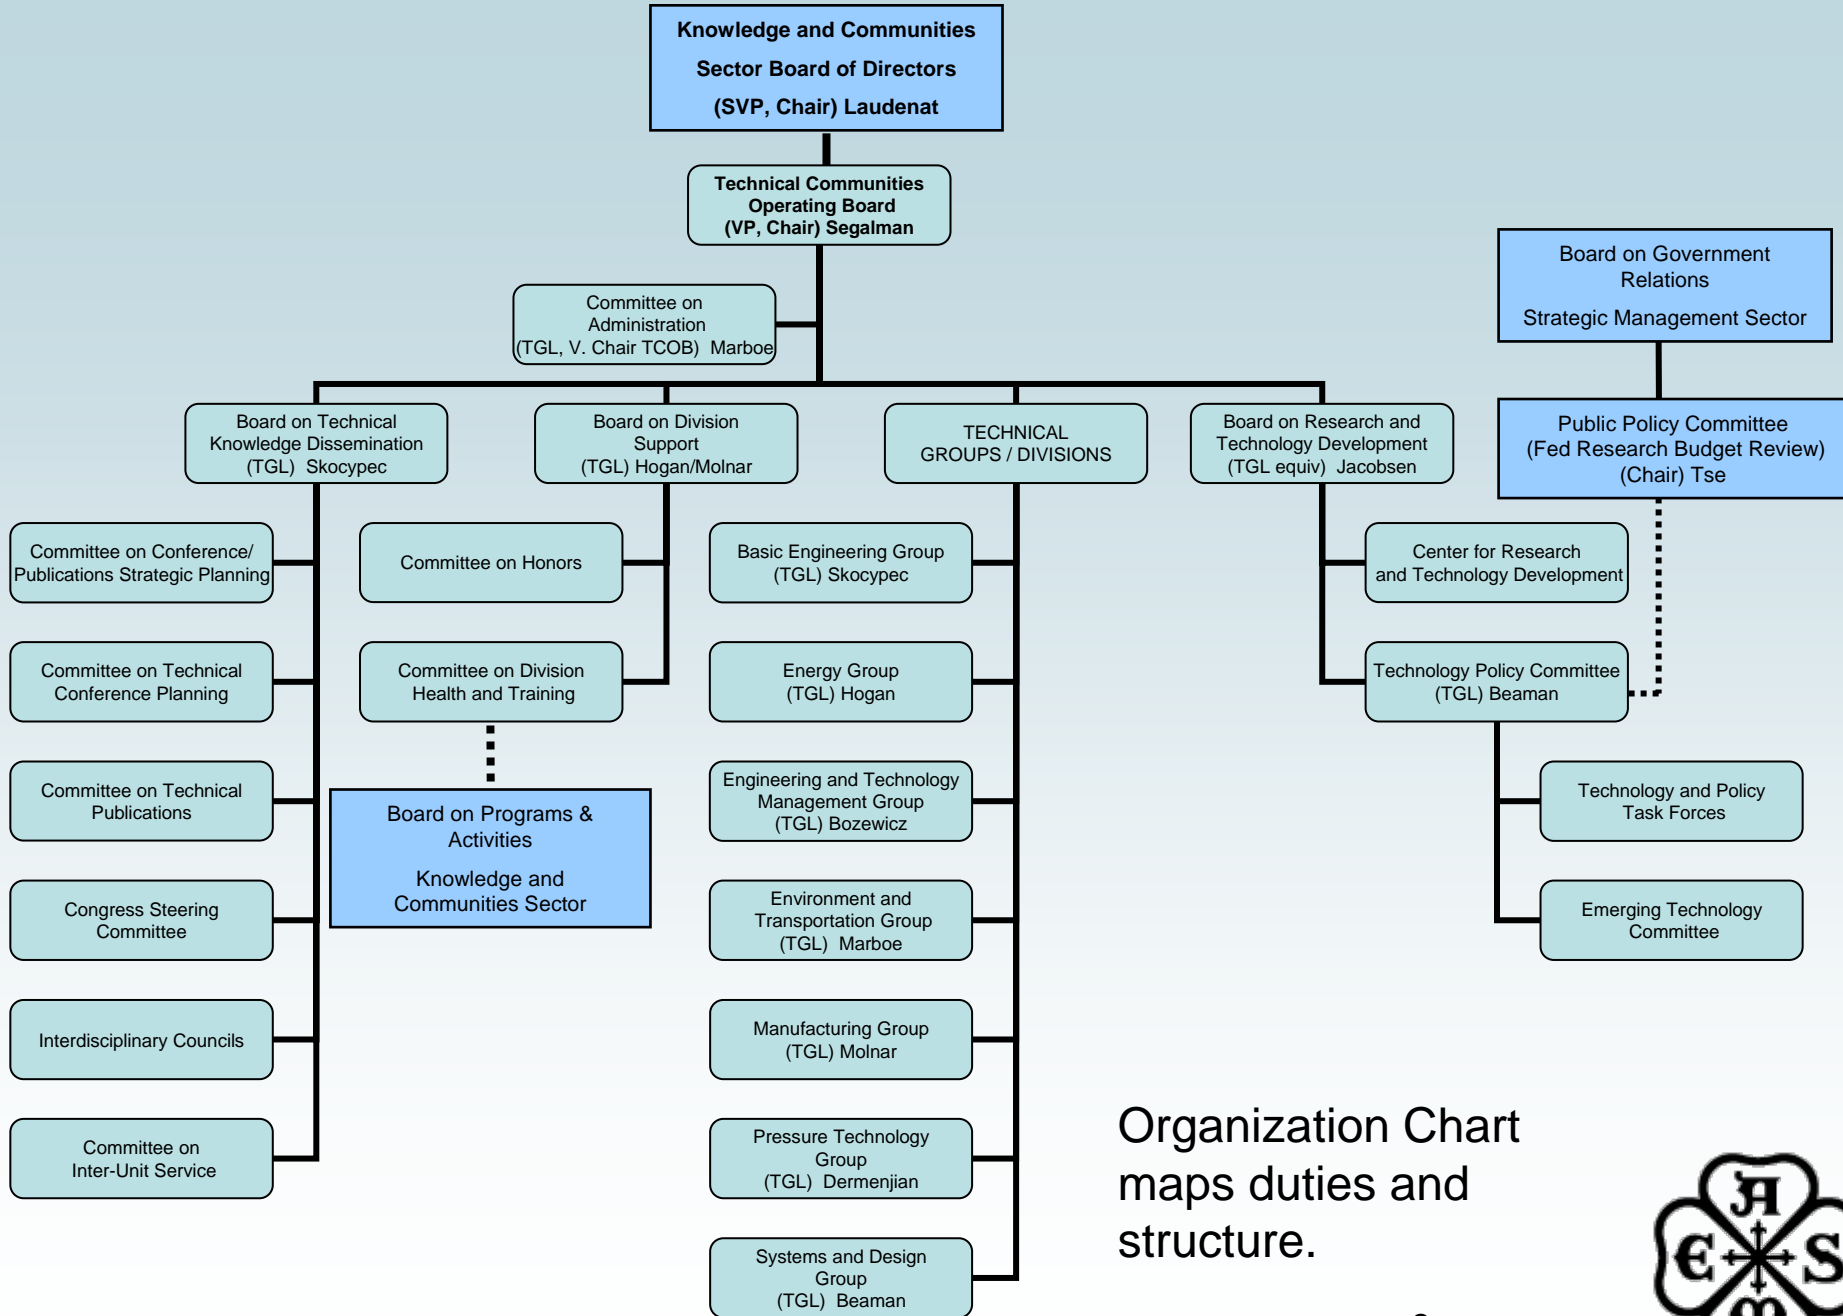 Knowledge and Communities
Sector Board of Directors
(SVP, Chair) Laudenat
Technical Communities
Operating Board
(VP, Chair) Segalman
Committee on
Administration
(TGL, V. Chair TCOB) Marboe
Board on Government
Relations
Strategic Management Sector
Public Policy Committee
(Fed Research Budget Review)
(Chair) Tse
Board on Technical
Knowledge Dissemination
(TGL) Skocypec
Board on Division
Support
(TGL) Hogan/Molnar
TECHNICAL
GROUPS / DIVISIONS
Board on Research and
Technology Development
(TGL equiv) Jacobsen
Committee on Conference/
Publications Strategic Planning
Committee on Technical
Conference Planning
Committee on Technical
Publications
Congress Steering
Committee
Interdisciplinary Councils
Committee on
Inter-Unit Service
Committee on Honors
Committee on Division
Health and Training
Board on Programs &
Activities
Knowledge and
Communities Sector
Basic Engineering Group
(TGL) Skocypec
Energy Group
(TGL) Hogan
Engineering and Technology
Management Group
(TGL) Bozewicz
Environment and
Transportation Group
(TGL) Marboe
Manufacturing Group
(TGL) Molnar
Pressure Technology
Group
(TGL) Dermenjian
Systems and Design
Group
(TGL) Beaman
Center for Research
and Technology Development
Technology Policy Committee
(TGL) Beaman
Technology and Policy
Task Forces
Emerging Technology
Committee
Organization Chart
maps duties and
structure.
A
E S
M